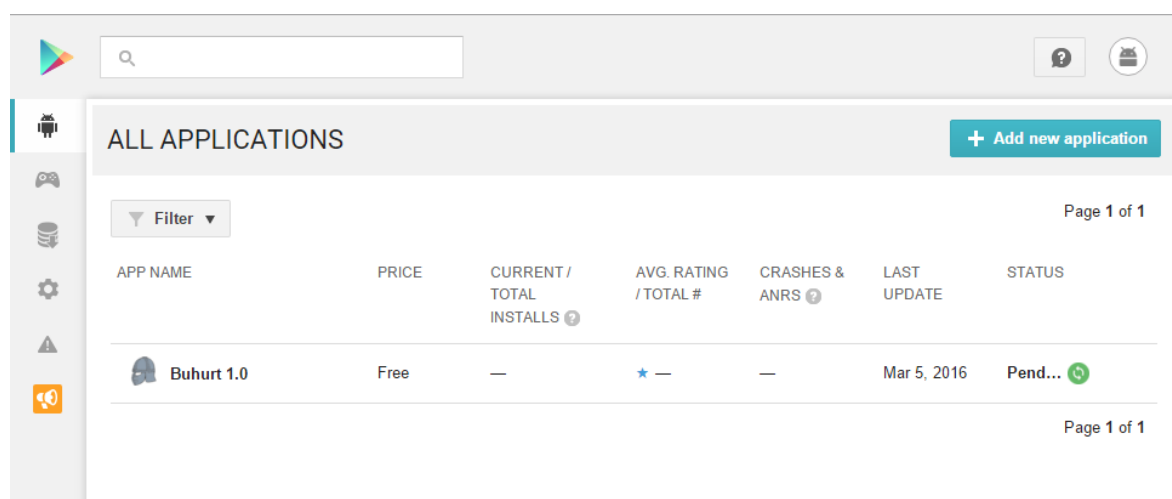 ALL APPLICATIONS
+ Add new application
Filter ▼
Page 1 of 1
APP NAME
PRICE
CURRENT /
TOTAL
INSTALLS ?
AVG. RATING
/ TOTAL #
CRASHES &
ANRS ?
LAST
UPDATE
STATUS
Buhurt 1.0 Free — ★ — — Mar 5, 2016 Pend...
Page 1 of 1